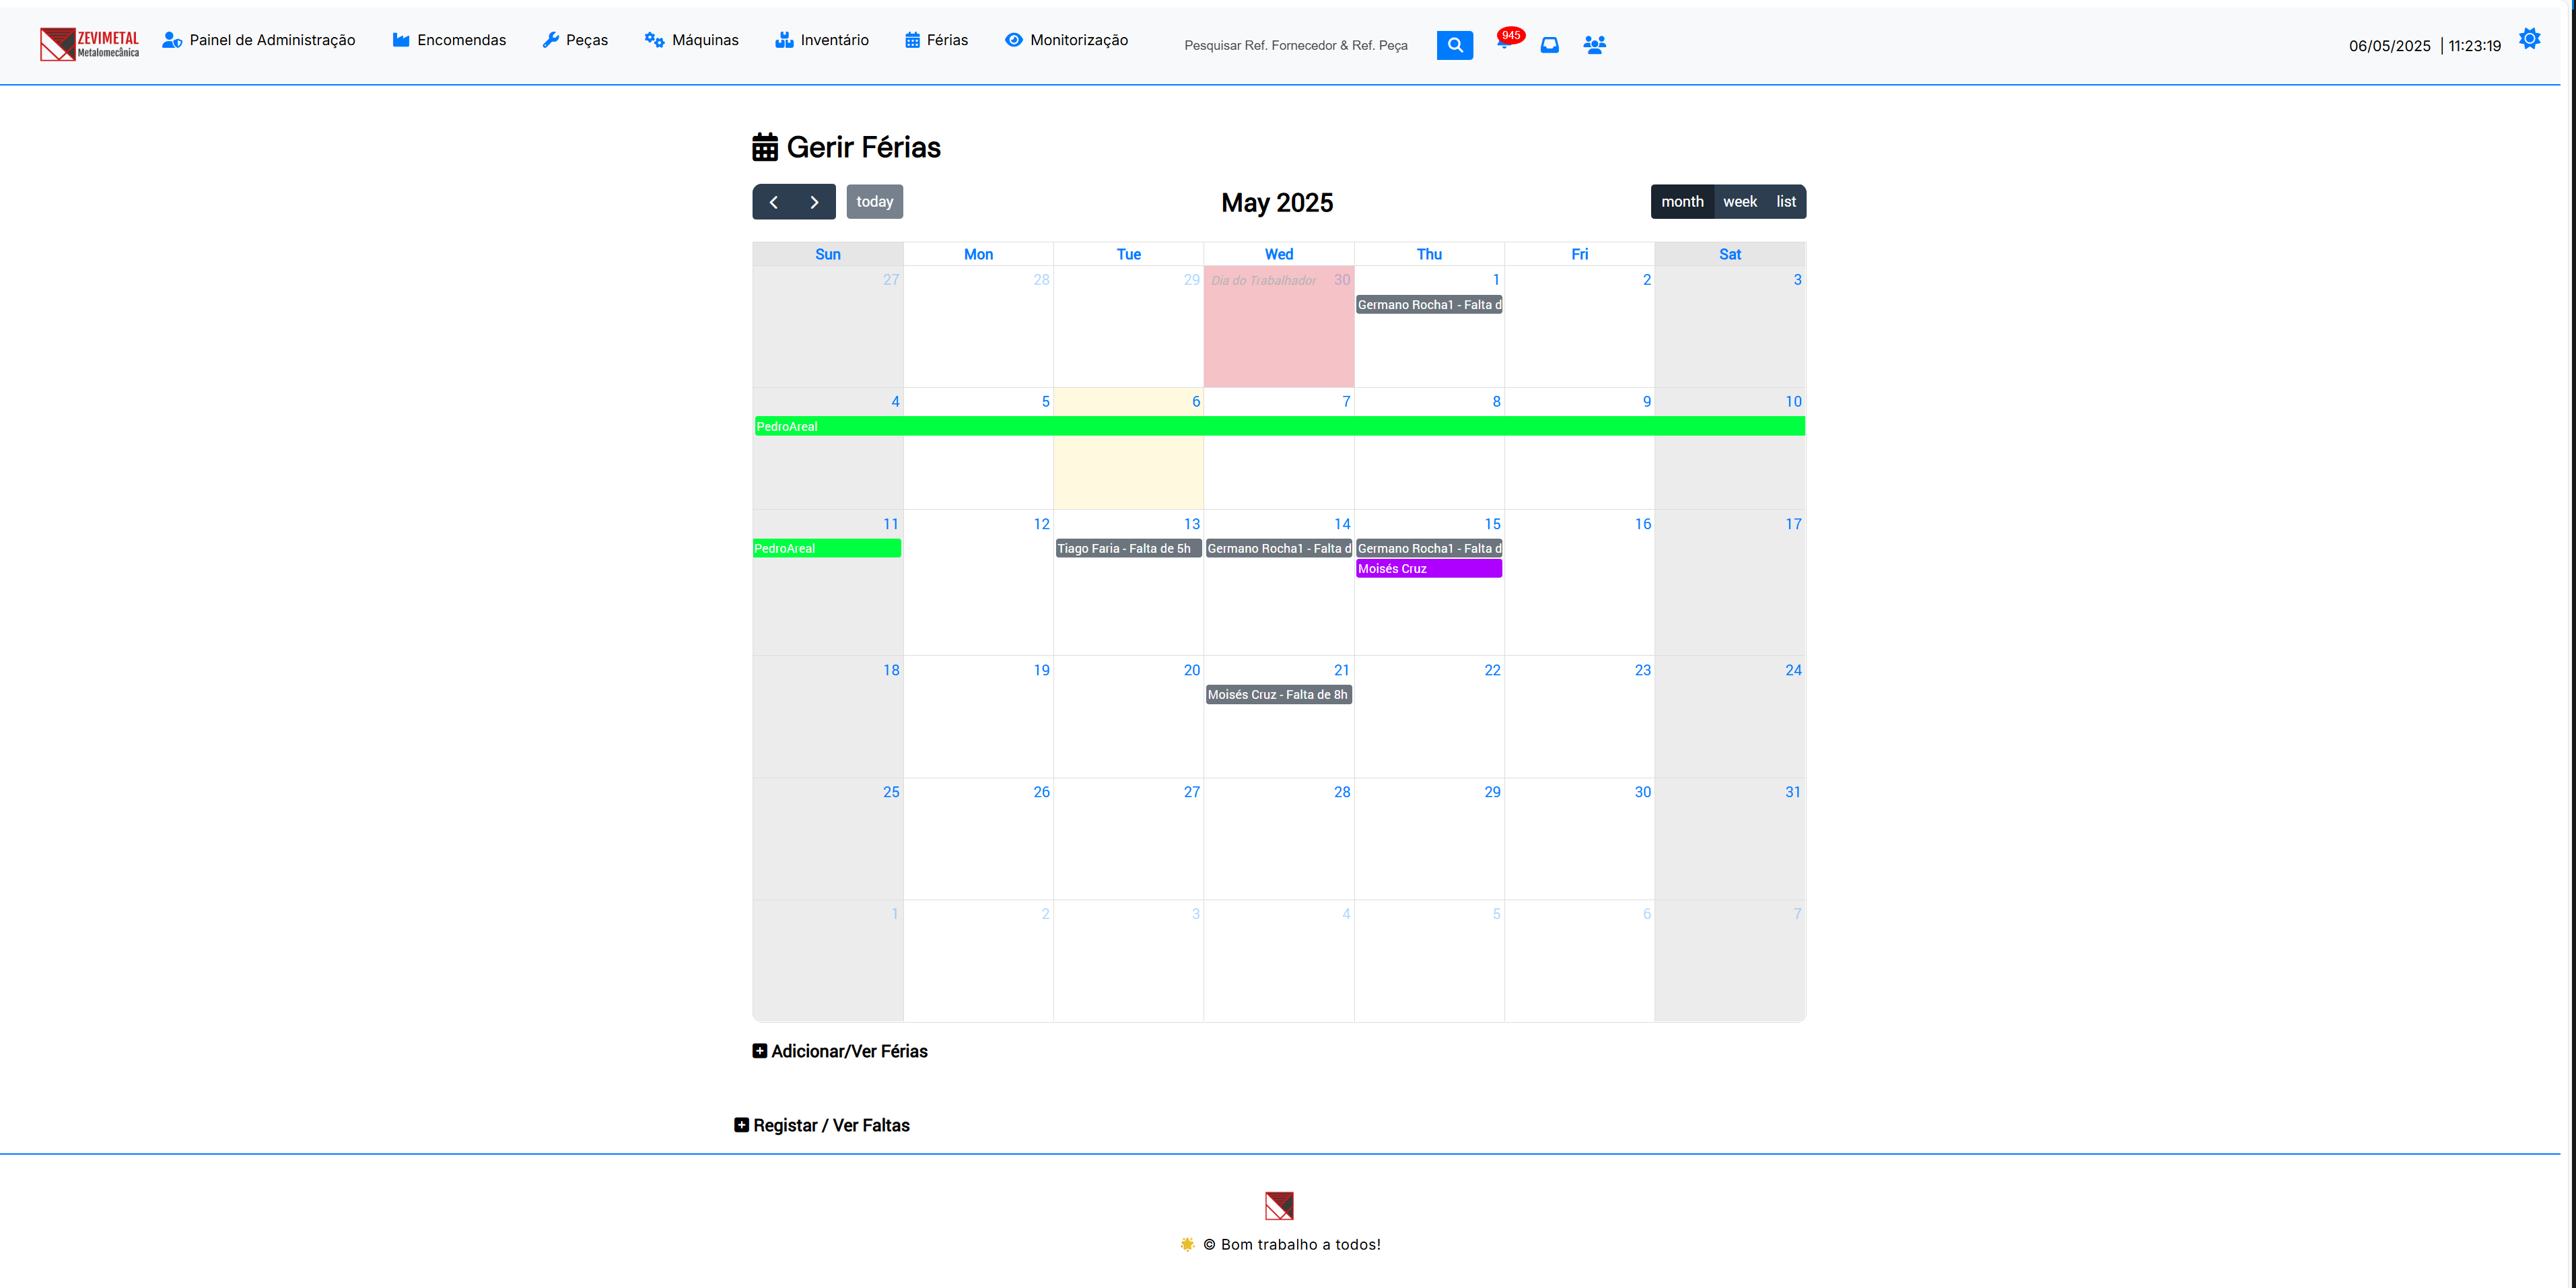 ZEVIMETAL
Metalomecânica
Painel de Administração
Encomendas
Peças
Máquinas
Inventário
Férias
Monitorização
Pesquisar Ref. Fornecedor & Ref. Peça
945
06/05/2025 | 11:23:19
Gerir Férias
today
May 2025
month week list
Sun Mon Tue Wed Thu Fri Sat
27 28 29 Dia do Trabalhador 30 1 2 3
Germano Rocha1 - Falta d
4 5 6 7 8 9 10
PedroAreal
11 12 13 14 15 16 17
PedroAreal Tiago Faria - Falta de 5h Germano Rocha1 - Falta d Germano Rocha1 - Falta d
Moisés Cruz
18 19 20 21 22 23 24
Moisés Cruz - Falta de 8h
25 26 27 28 29 30 31
1 2 3 4 5 6 7
Adicionar/Ver Férias
Registar / Ver Faltas
🌟 © Bom trabalho a todos!